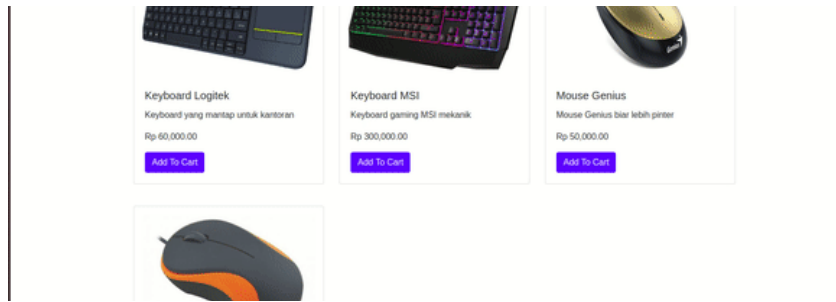 Keyboard Logitek
Keyboard yang mantap untuk kantoran
Rp 60,000.00
Add To Cart
Keyboard MSI
Keyboard gaming MSI mekanik
Rp 300,000.00
Add To Cart
Genius
Mouse Genius
Mouse Genius biar lebih pinter
Rp 50,000.00
Add To Cart